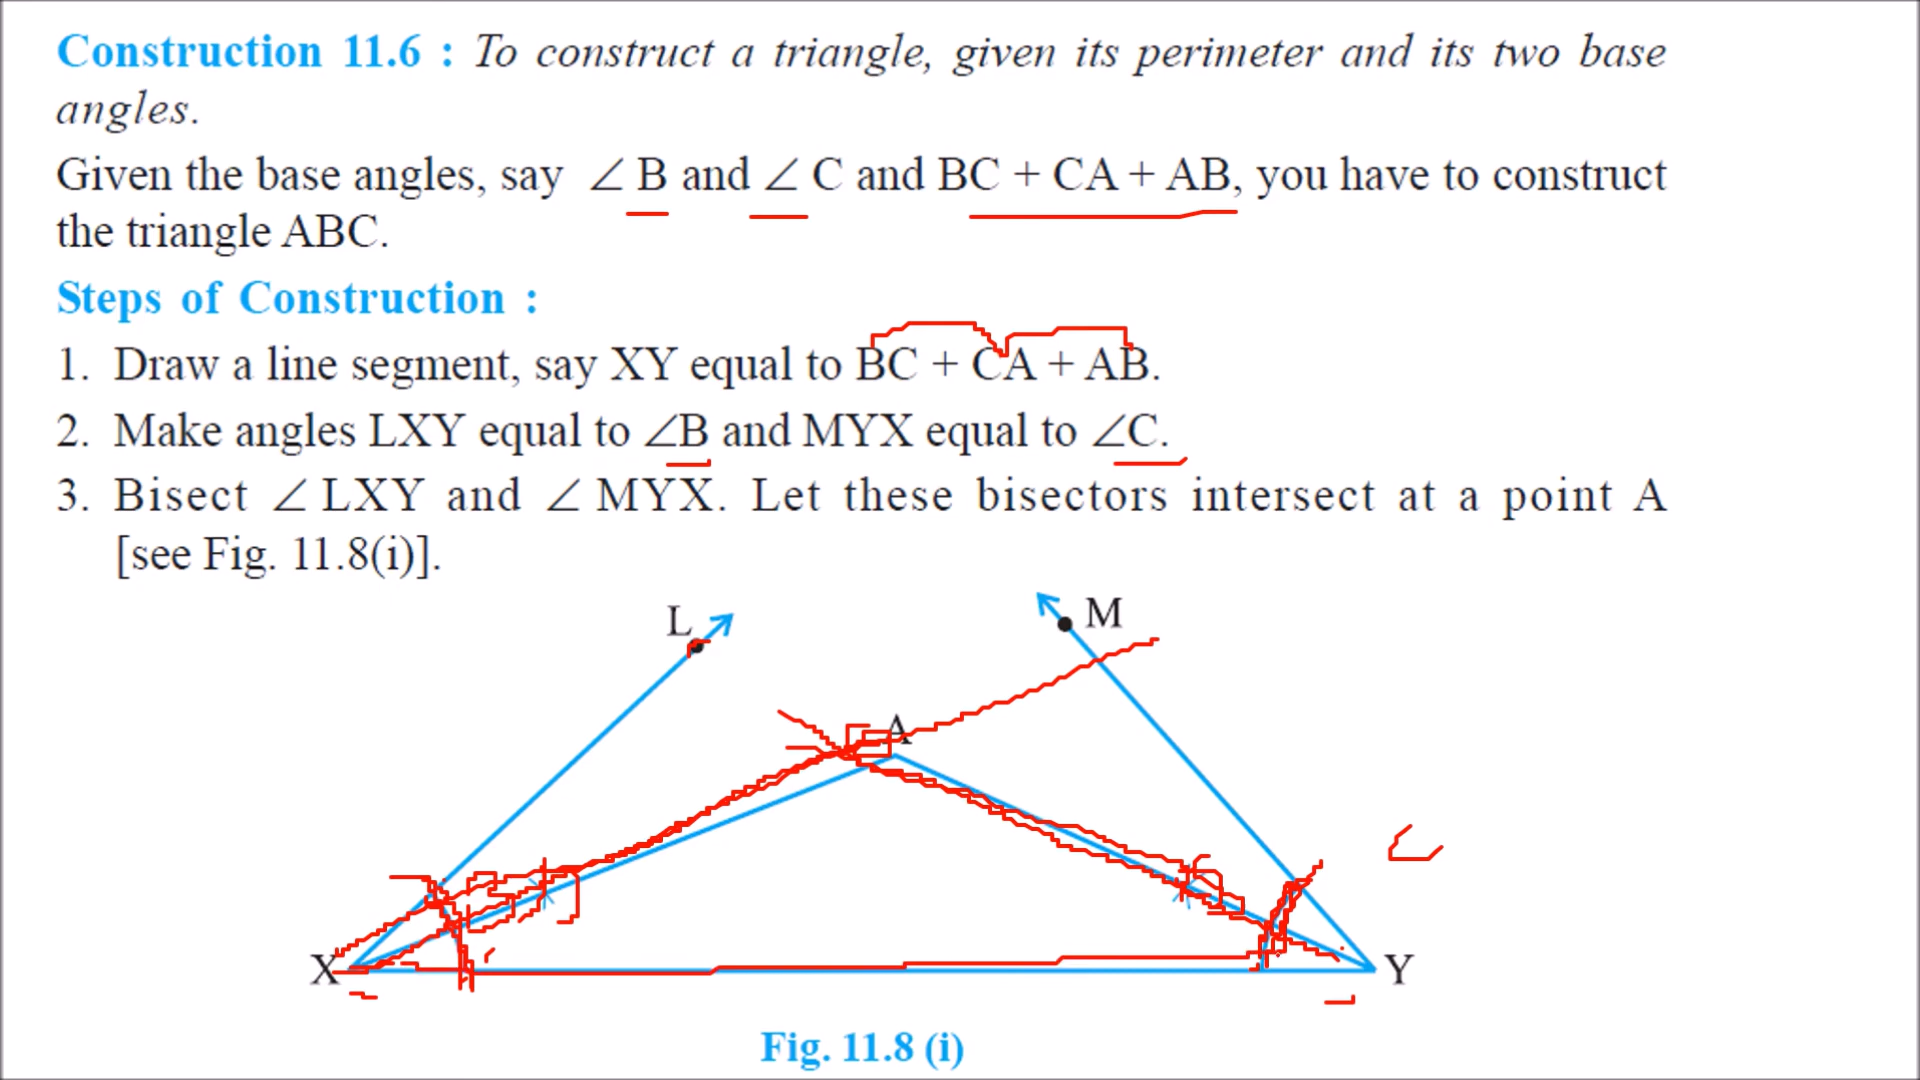 Construction 11.6 : To construct a triangle, given its perimeter and its two base
angles.
Given the base angles, say ∠ B and ∠ C and BC + CA + AB, you have to construct
the triangle ABC.
Steps of Construction :
1. Draw a line segment, say XY equal to BC + CA + AB.
2. Make angles LXY equal to ∠B and MYX equal to ∠C.
3. Bisect ∠ LXY and ∠ MYX. Let these bisectors intersect at a point A
[see Fig. 11.8(i)].
L
M
A
X
Y
Fig. 11.8 (i)